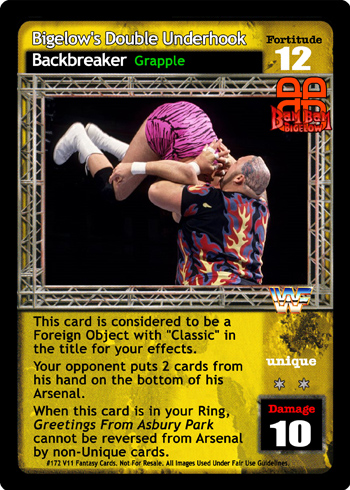 Bigelow's Double Underhook
Backbreaker Grapple
Fortitude
12
Bam Bam
BIGELOW
WWF
This card is considered to be a
Foreign Object with "Classic" in
the title for your effects.
Your opponent puts 2 cards from
his hand on the bottom of his
Arsenal.
When this card is in your Ring,
Greetings From Asbury Park
cannot be reversed from Arsenal
by non-Unique cards.
unique
Damage
10
#172 V11 Fantasy Cards. Not For Resale. All Images Used Under Fair Use Guidelines.